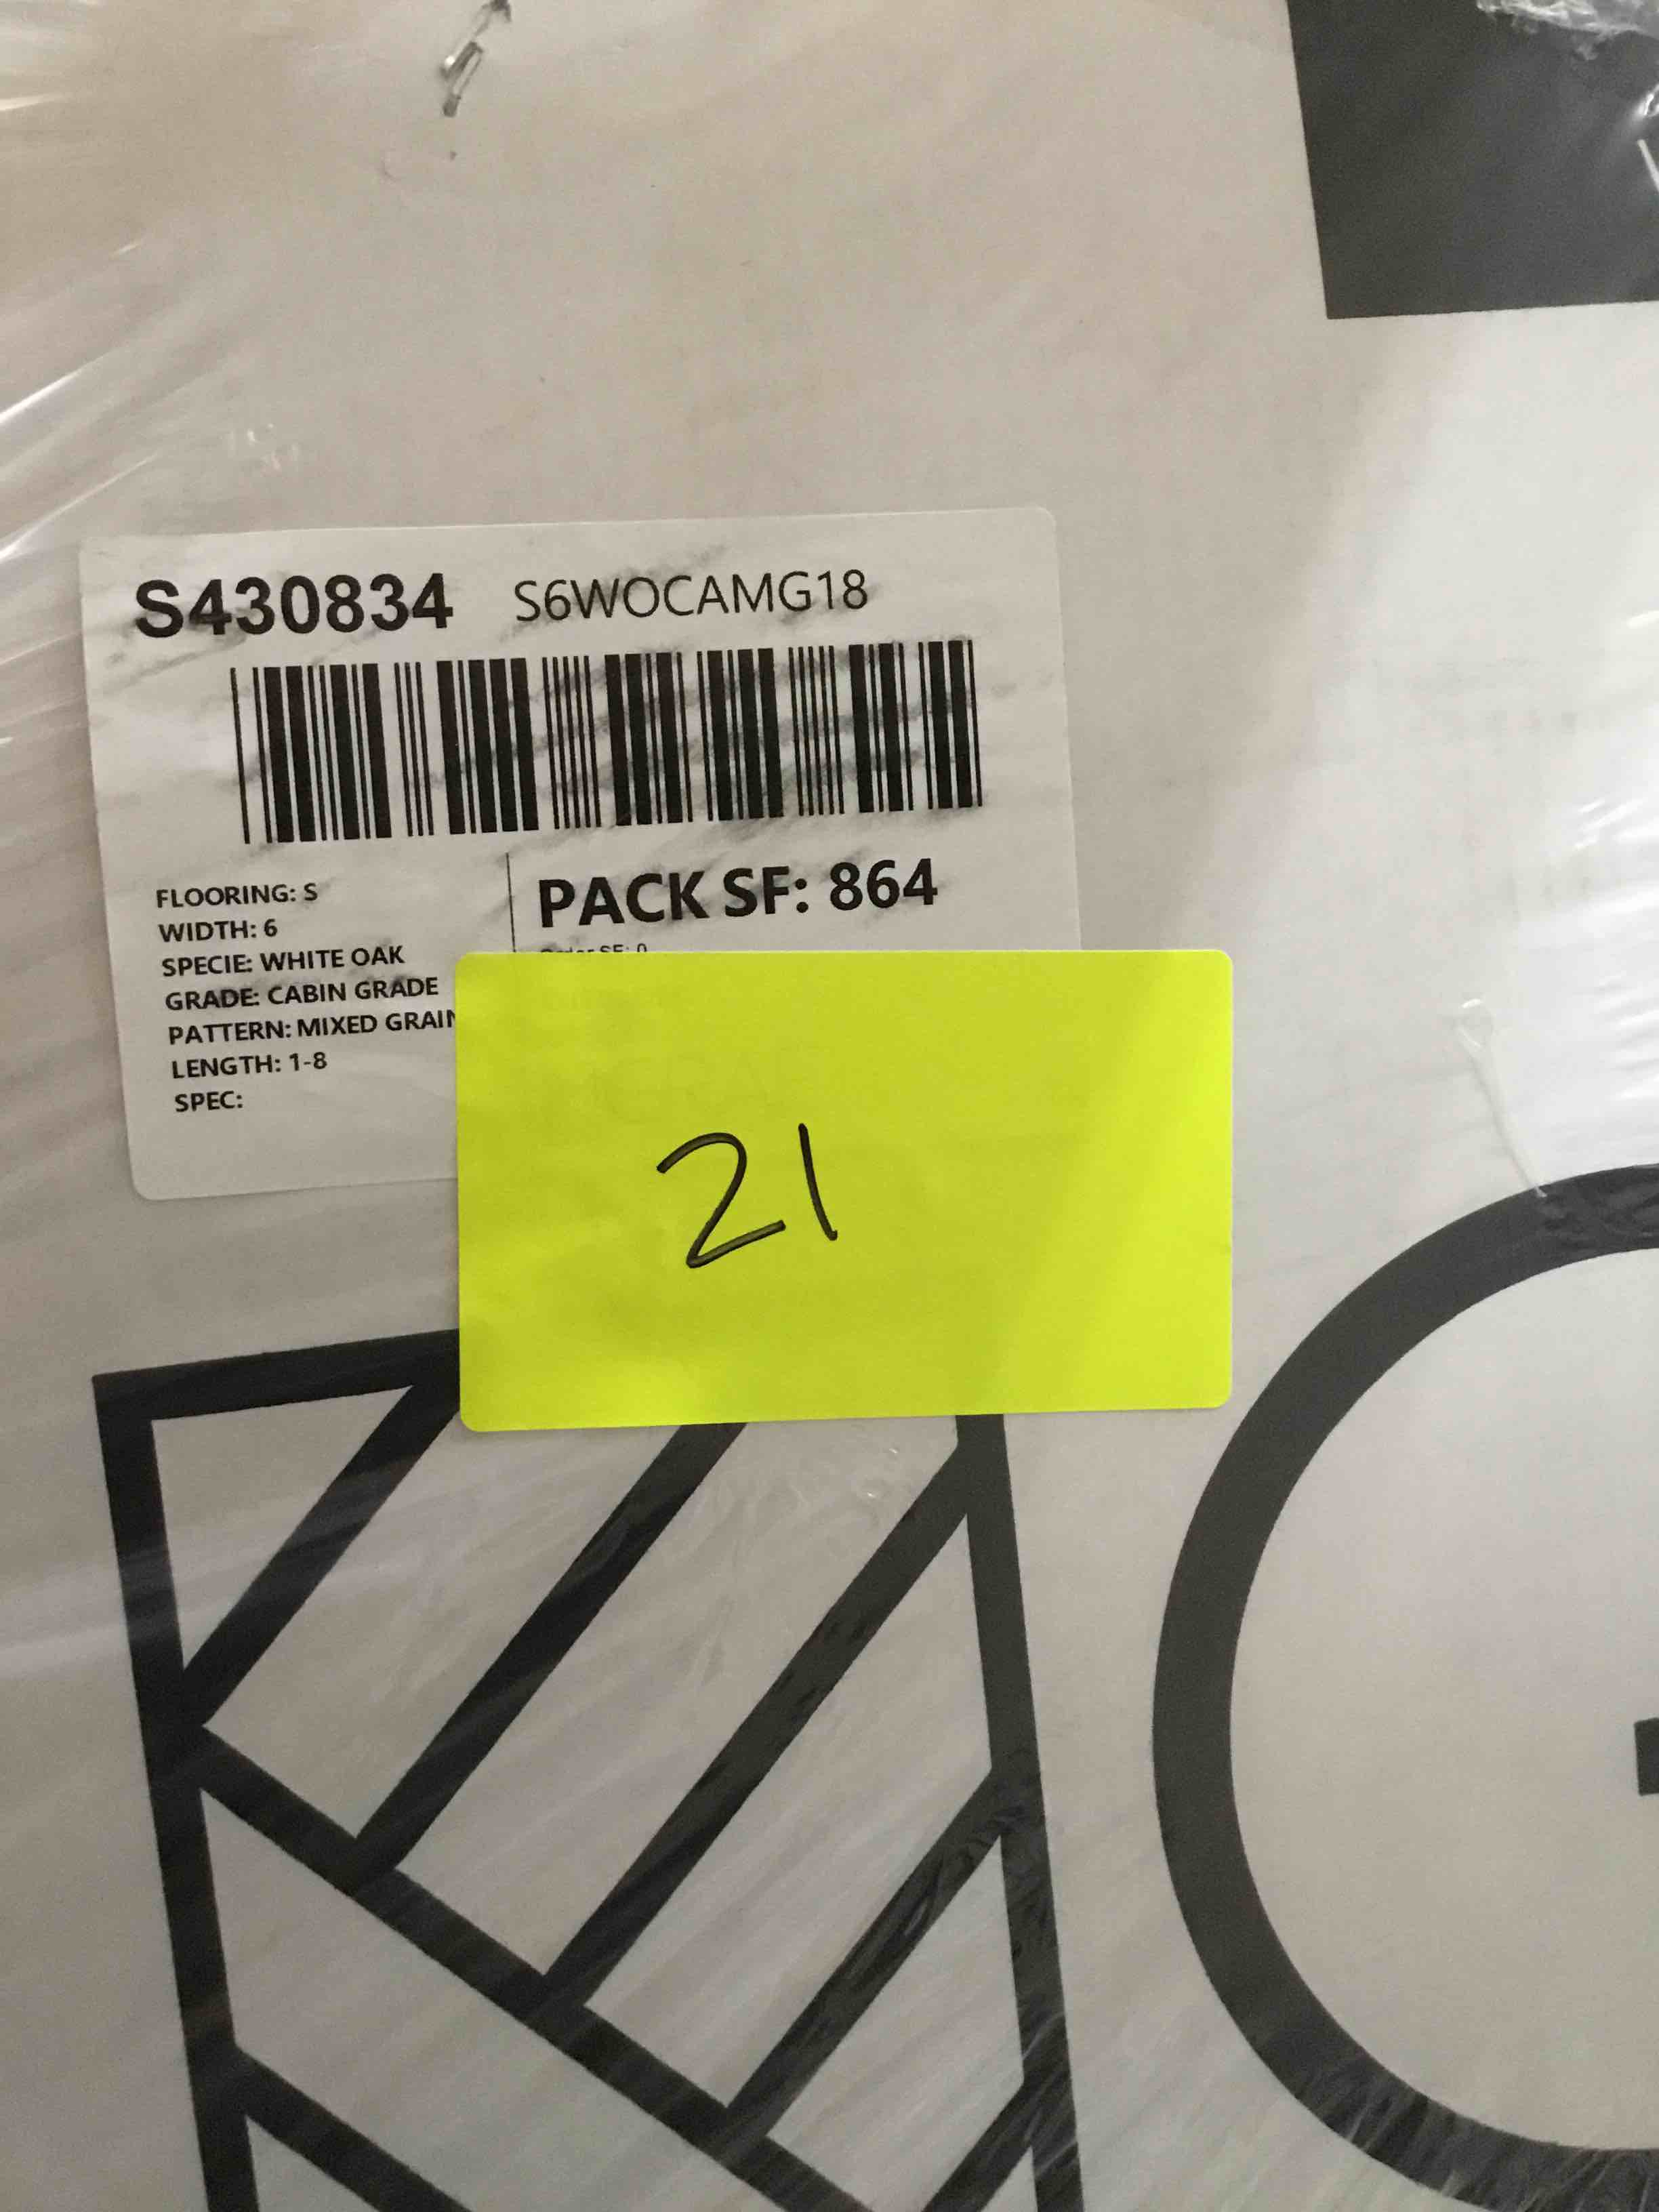 S430834 S6WOCAMG18
FLOORING: S
WIDTH: 6
SPECIE: WHITE OAK
GRADE: CABIN GRADE
PATTERN: MIXED GRAIN
LENGTH: 1-8
SPEC:
PACK SF: 864
21